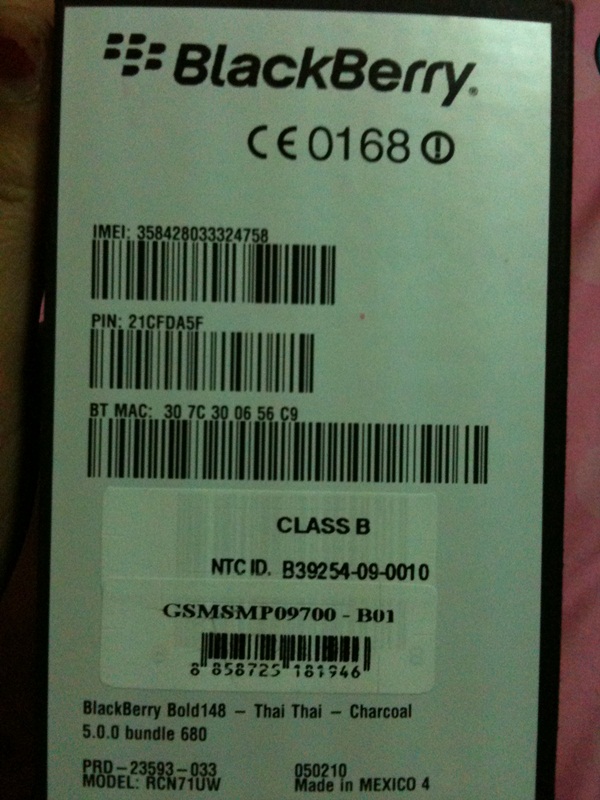 BlackBerry®
CE0168
IMEI: 358428033324758
PIN: 21CFDA5F
BT MAC: 30 7C 30 06 56 C9
CLASS B
NTC ID. B39254-09-0010
GSMSMP09700 - B01
8 858725 181946
BlackBerry Bold148 – Thai Thai – Charcoal
5.0.0 bundle 680
PRD-23593-033 050210
MODEL: RCN71UW Made in MEXICO 4